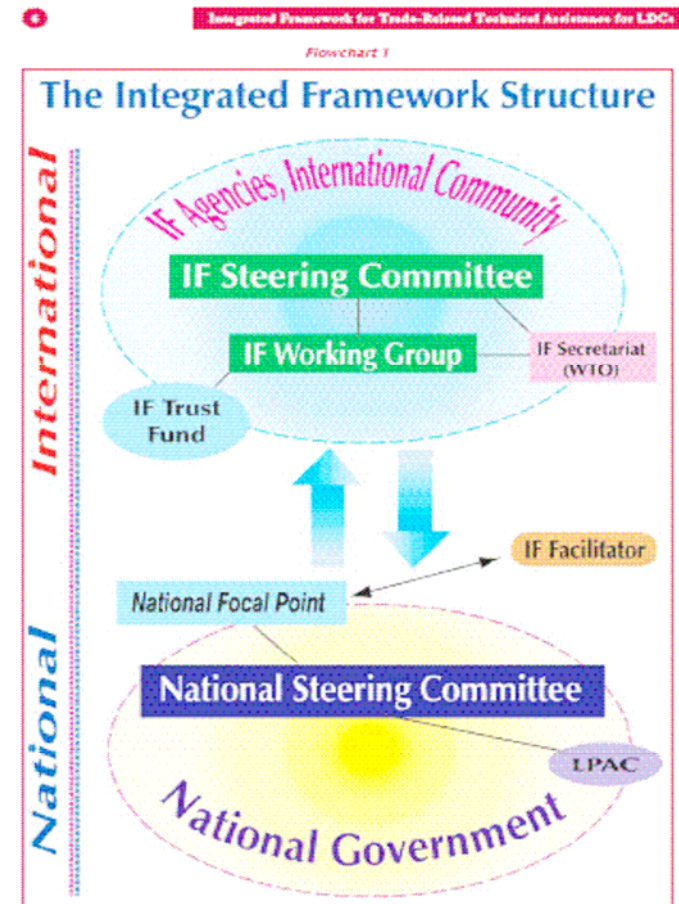 6
Integrated Framework for Trade-Related Technical Assistance for LDCs
Flowchart 1
The Integrated Framework Structure
International
IF Agencies, International Community
IF Steering Committee
IF Working Group
IF Secretariat
(WTO)
IF Trust
Fund
IF Facilitator
National Focal Point
National
National Steering Committee
LPAC
National Government